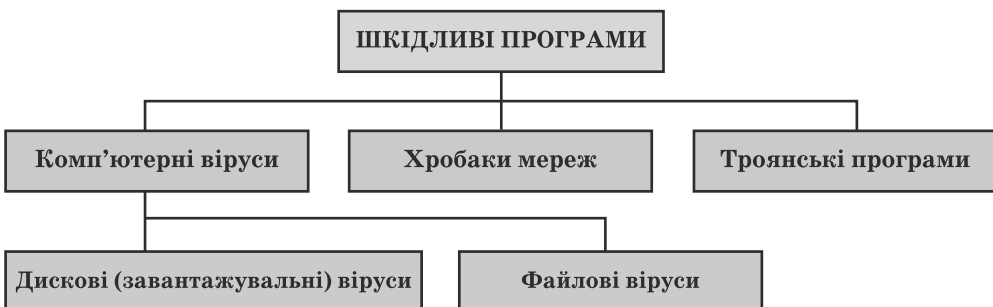 ШКІДЛИВІ ПРОГРАМИ
Комп’ютерні віруси
Хробаки мереж
Троянські програми
Дискові (завантажувальні) віруси
Файлові віруси